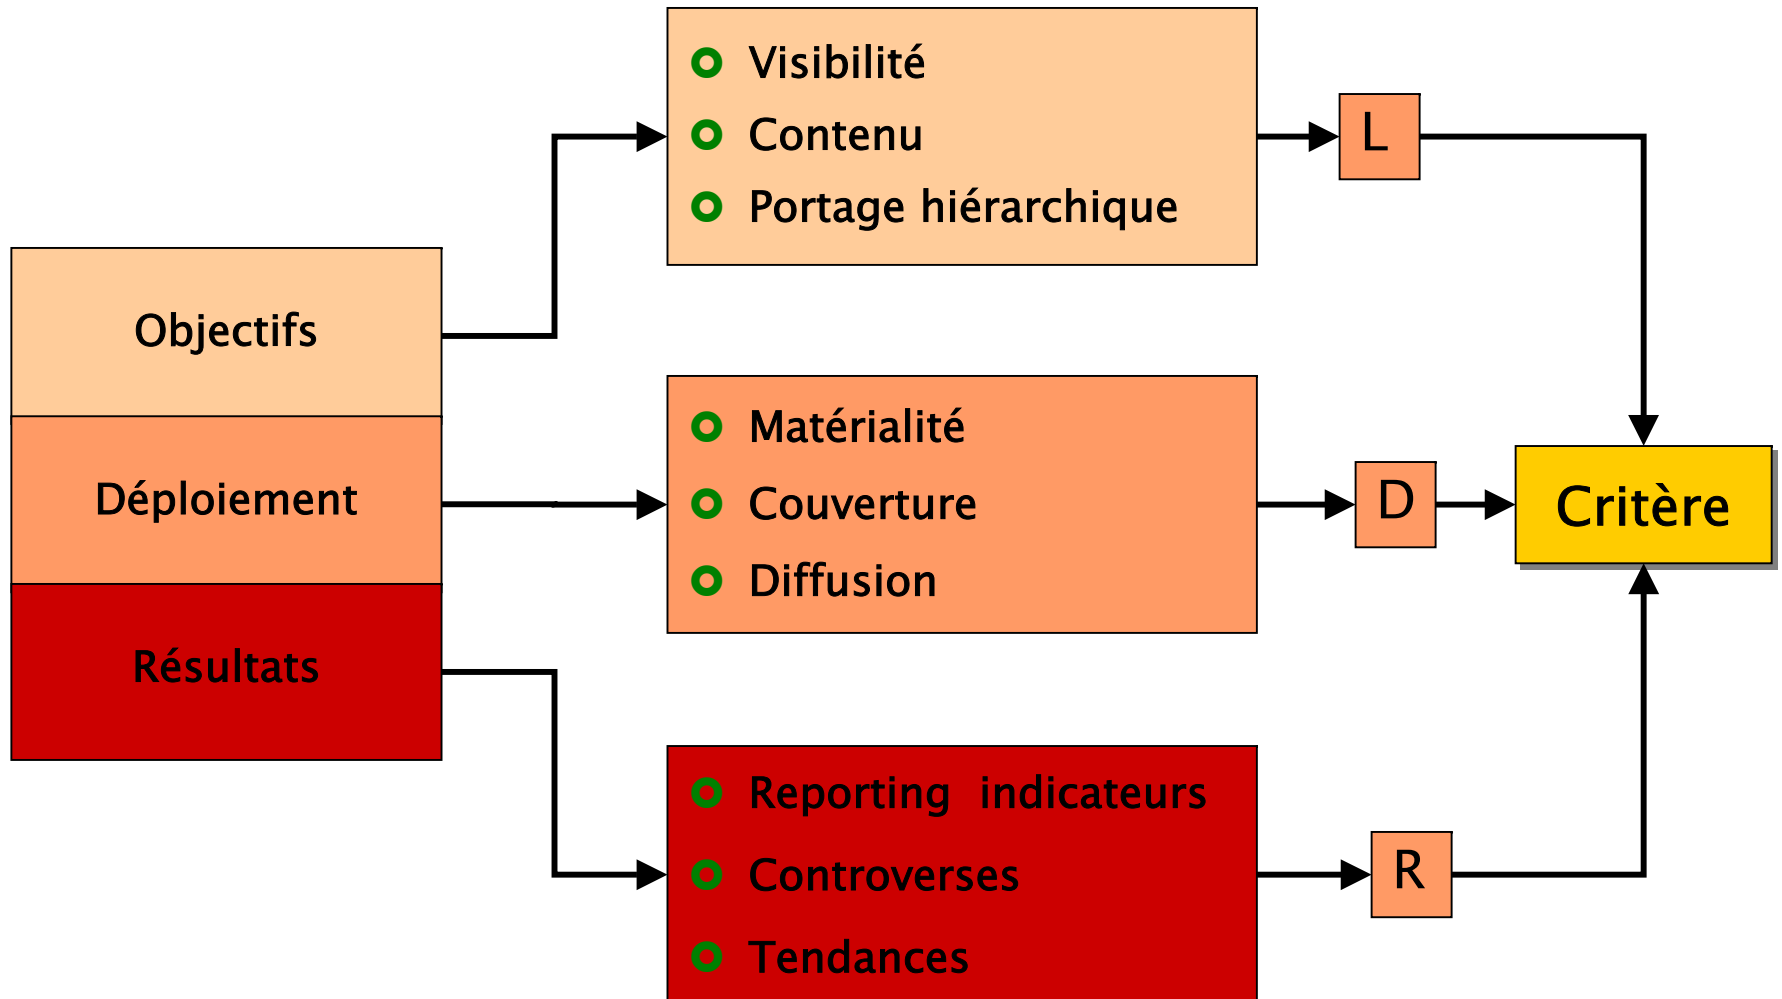 Visibilité
Contenu
Portage hiérarchique
L
Objectifs
Déploiement
Résultats
Matérialité
Couverture
Diffusion
D
Critère
Reporting indicateurs
Controverses
Tendances
R